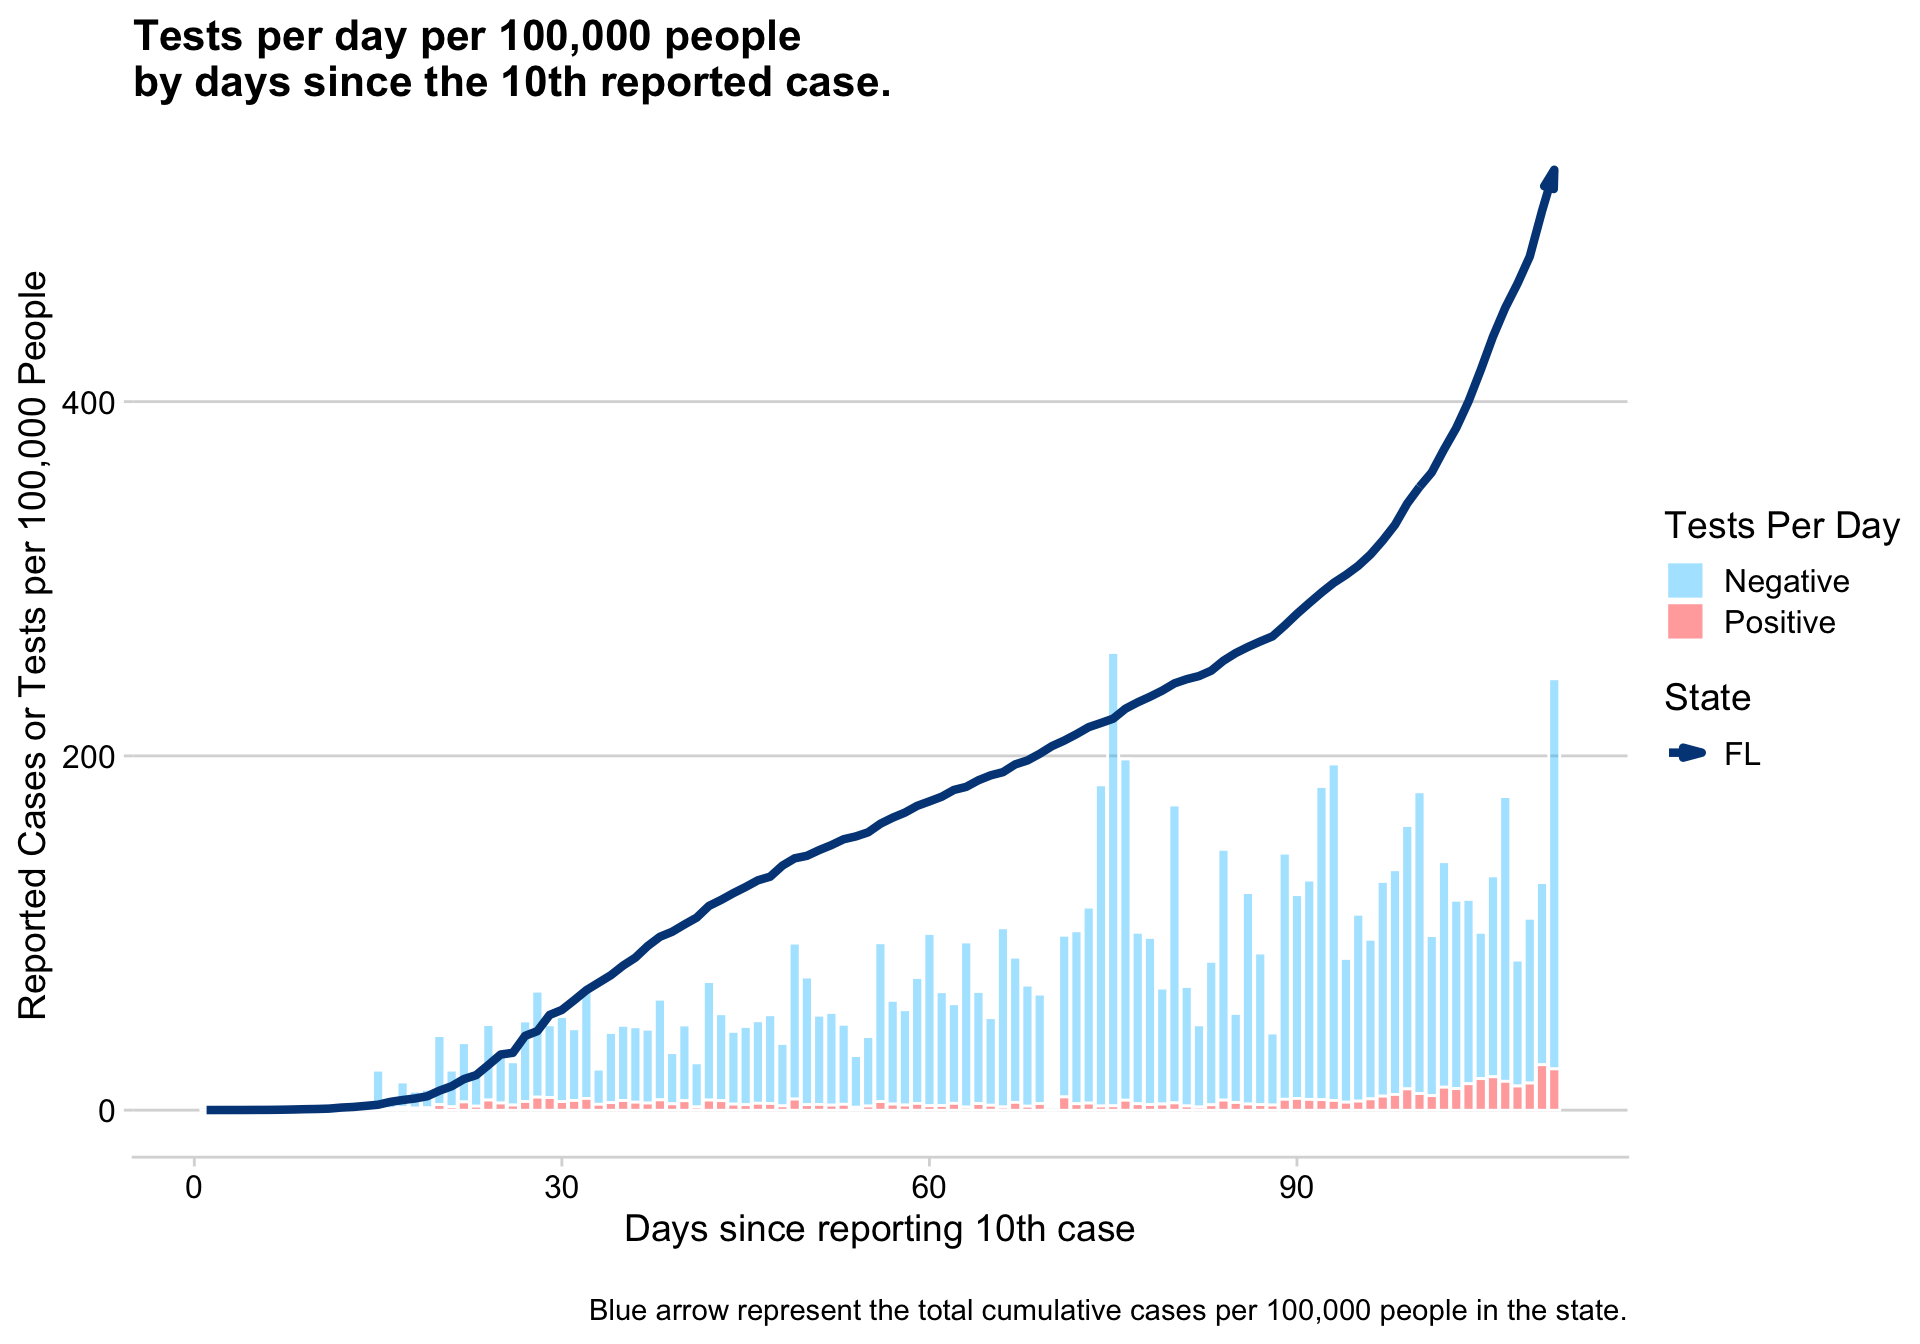 Tests per day per 100,000 people
by days since the 10th reported case.
Reported Cases or Tests per 100,000 People
400
200
0
0
30
60
90
Days since reporting 10th case
Tests Per Day
Negative
Positive
State
FL
Blue arrow represent the total cumulative cases per 100,000 people in the state.